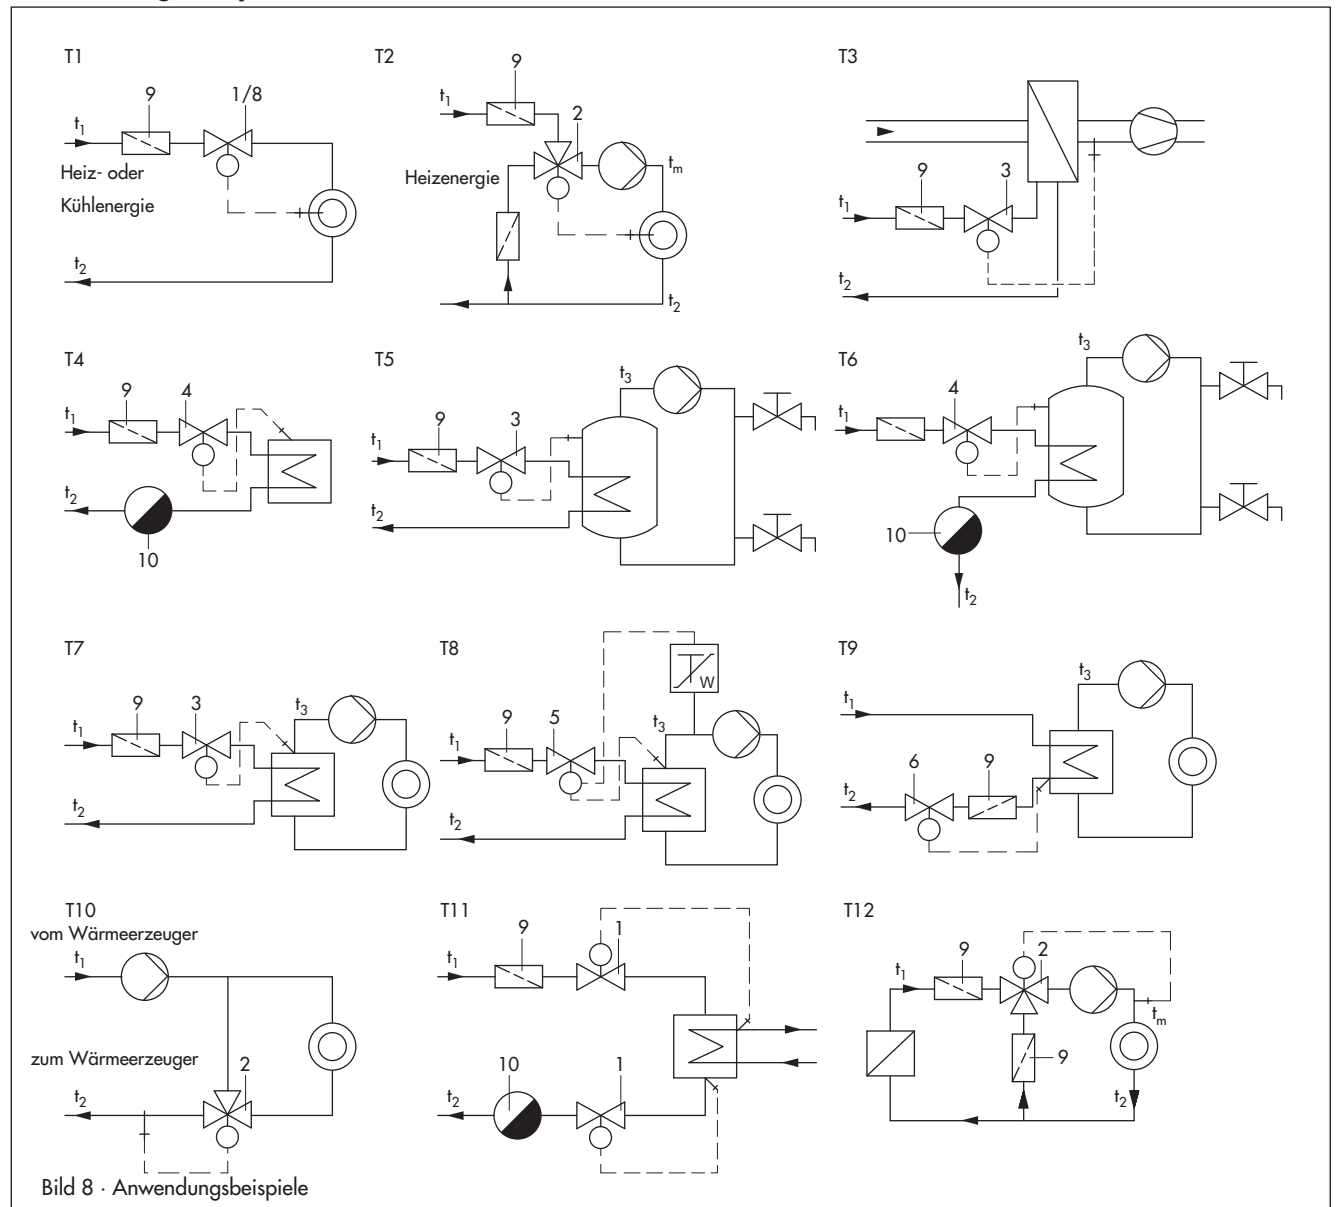 T1
9
1/8
t1
Heiz- oder
Kühlenergie
t2
T2
9
t1
2
tm
Heizenergie
t2
T3
9
3
t1
t2
T4
9
4
t1
t2
10
T5
t3
9
3
t1
t2
T6
t3
4
t1
10
t2
T7
9
3
t3
t1
t2
T8
W
9
5
t3
t1
t2
T9
t3
t1
6
9
t2
T10
vom Wärmeerzeuger
t1
zum Wärmeerzeuger
2
t2
T11
9
1
t1
10
1
t2
T12
9
2
t1
tm
9
t2
Bild 8 · Anwendungsbeispiele